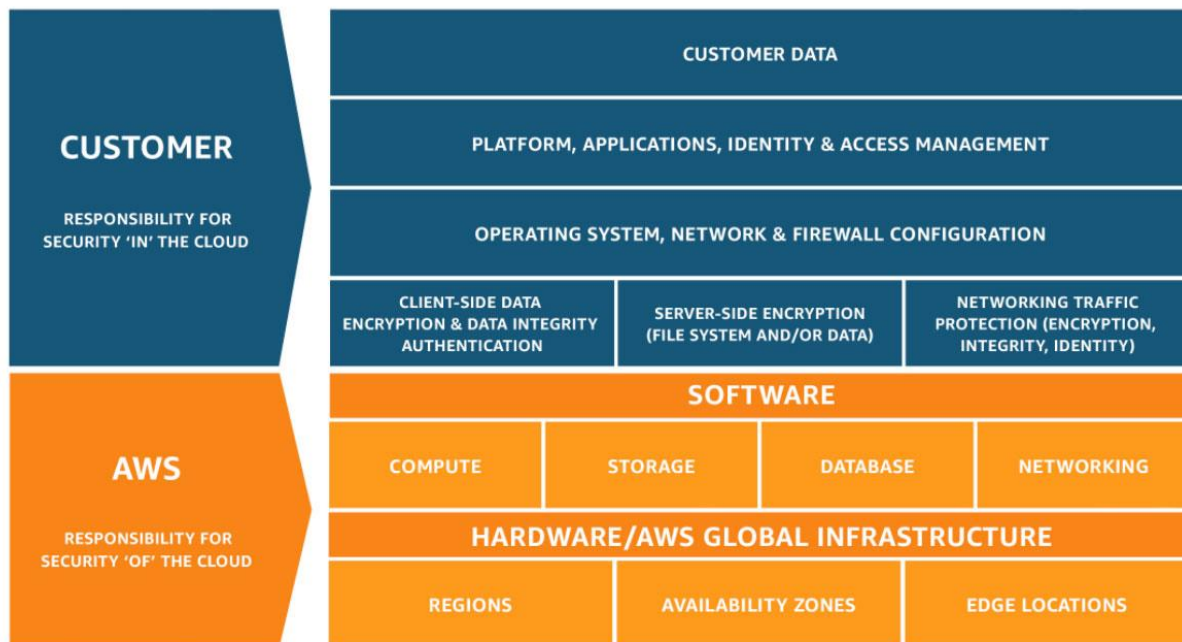 CUSTOMER
RESPONSIBILITY FOR
SECURITY ‘IN’ THE CLOUD
CUSTOMER DATA
PLATFORM, APPLICATIONS, IDENTITY & ACCESS MANAGEMENT
OPERATING SYSTEM, NETWORK & FIREWALL CONFIGURATION
CLIENT-SIDE DATA
ENCRYPTION & DATA INTEGRITY
AUTHENTICATION
SERVER-SIDE ENCRYPTION
(FILE SYSTEM AND/OR DATA)
NETWORKING TRAFFIC
PROTECTION (ENCRYPTION,
INTEGRITY, IDENTITY)
AWS
RESPONSIBILITY FOR
SECURITY ‘OF’ THE CLOUD
SOFTWARE
COMPUTE
STORAGE
DATABASE
NETWORKING
HARDWARE/AWS GLOBAL INFRASTRUCTURE
REGIONS
AVAILABILITY ZONES
EDGE LOCATIONS